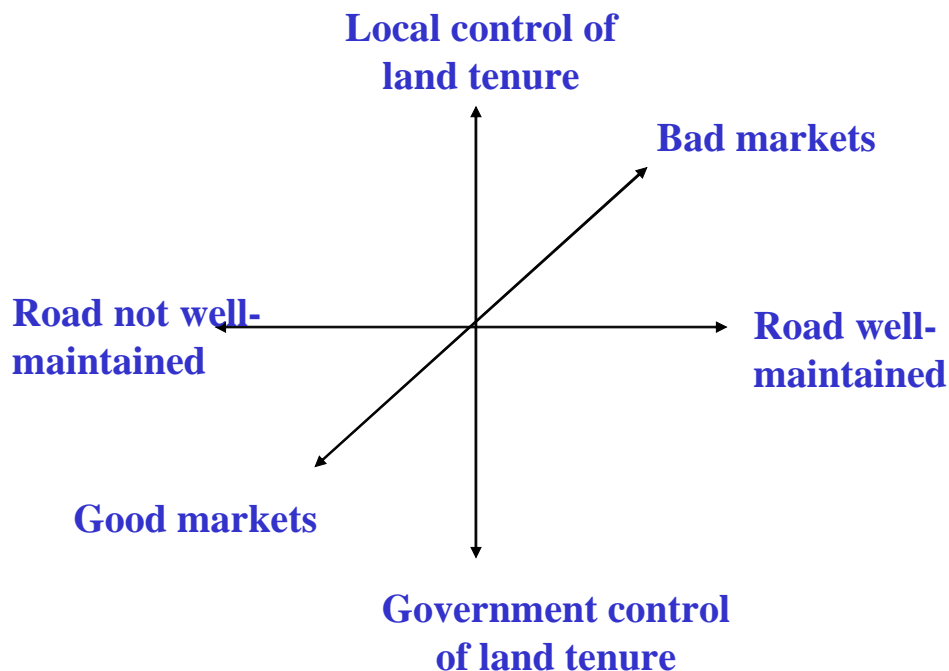 Local control of
land tenure
Bad markets
Road not well-
maintained
Road well-
maintained
Good markets
Government control
of land tenure